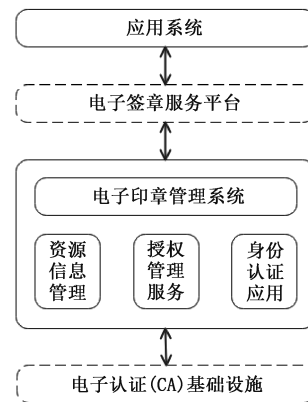 应用系统
电子签章服务平台
电子印章管理系统
资源
信息
管理
授权
管理
服务
身份
认证
应用
电子认证(CA)基础设施